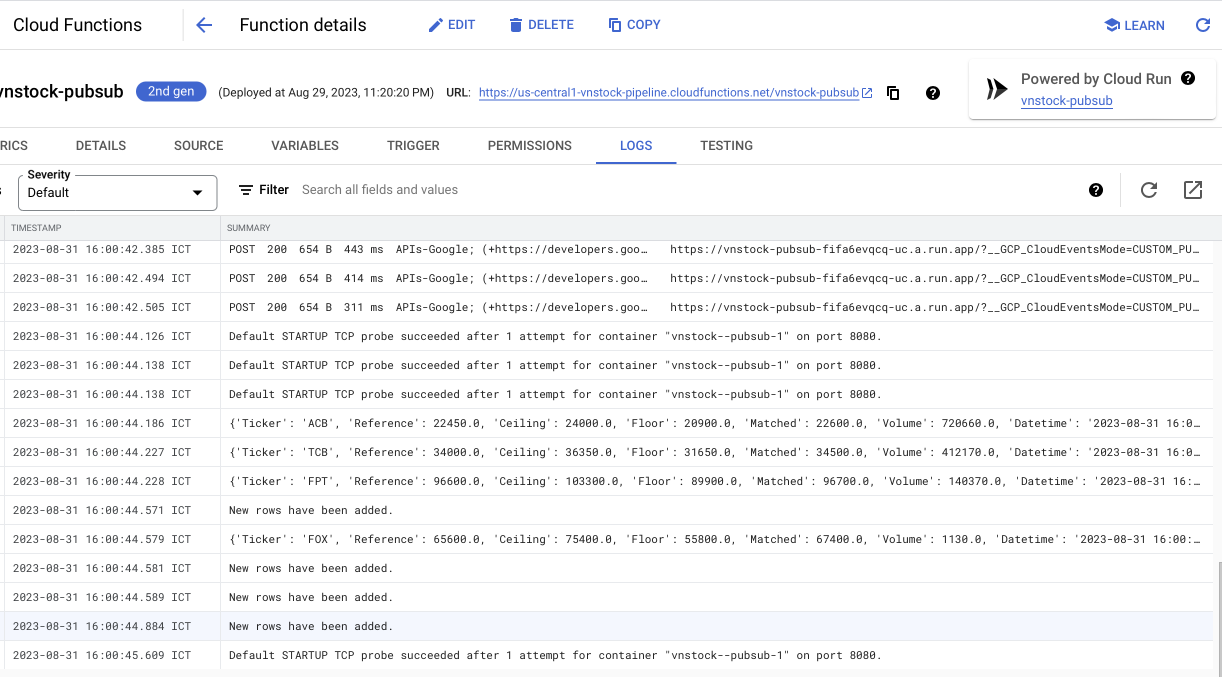 Cloud Functions Function details EDIT DELETE COPY LEARN
vnstock-pubsub 2nd gen (Deployed at Aug 29, 2023, 11:20:20 PM) URL: https://us-central1-vnstock-pipeline.cloudfunctions.net/vnstock-pubsub
Powered by Cloud Run
vnstock-pubsub
RICS DETAILS SOURCE VARIABLES TRIGGER PERMISSIONS LOGS TESTING
Severity
Default
Filter Search all fields and values
TIMESTAMP SUMMARY
2023-08-31 16:00:42.385 ICT POST 200 654 B 443 ms APIs-Google; (+https://developers.goo… https://vnstock-pubsub-fifa6evqcq-uc.a.run.app/?__GCP_CloudEventsMode=CUSTOM_PU…
2023-08-31 16:00:42.494 ICT POST 200 654 B 414 ms APIs-Google; (+https://developers.goo… https://vnstock-pubsub-fifa6evqcq-uc.a.run.app/?__GCP_CloudEventsMode=CUSTOM_PU…
2023-08-31 16:00:42.505 ICT POST 200 654 B 311 ms APIs-Google; (+https://developers.goo… https://vnstock-pubsub-fifa6evqcq-uc.a.run.app/?__GCP_CloudEventsMode=CUSTOM_PU…
2023-08-31 16:00:44.126 ICT Default STARTUP TCP probe succeeded after 1 attempt for container "vnstock--pubsub-1" on port 8080.
2023-08-31 16:00:44.138 ICT Default STARTUP TCP probe succeeded after 1 attempt for container "vnstock--pubsub-1" on port 8080.
2023-08-31 16:00:44.138 ICT Default STARTUP TCP probe succeeded after 1 attempt for container "vnstock--pubsub-1" on port 8080.
2023-08-31 16:00:44.186 ICT {'Ticker': 'ACB', 'Reference': 22450.0, 'Ceiling': 24000.0, 'Floor': 20900.0, 'Matched': 22600.0, 'Volume': 720660.0, 'Datetime': '2023-08-31 16:0…
2023-08-31 16:00:44.227 ICT {'Ticker': 'TCB', 'Reference': 34000.0, 'Ceiling': 36350.0, 'Floor': 31650.0, 'Matched': 34500.0, 'Volume': 412170.0, 'Datetime': '2023-08-31 16:0…
2023-08-31 16:00:44.228 ICT {'Ticker': 'FPT', 'Reference': 96600.0, 'Ceiling': 103300.0, 'Floor': 89900.0, 'Matched': 96700.0, 'Volume': 140370.0, 'Datetime': '2023-08-31 16:…
2023-08-31 16:00:44.571 ICT New rows have been added.
2023-08-31 16:00:44.579 ICT {'Ticker': 'FOX', 'Reference': 65600.0, 'Ceiling': 75400.0, 'Floor': 55800.0, 'Matched': 67400.0, 'Volume': 1130.0, 'Datetime': '2023-08-31 16:00:…
2023-08-31 16:00:44.581 ICT New rows have been added.
2023-08-31 16:00:44.589 ICT New rows have been added.
2023-08-31 16:00:44.884 ICT New rows have been added.
2023-08-31 16:00:45.609 ICT Default STARTUP TCP probe succeeded after 1 attempt for container "vnstock--pubsub-1" on port 8080.